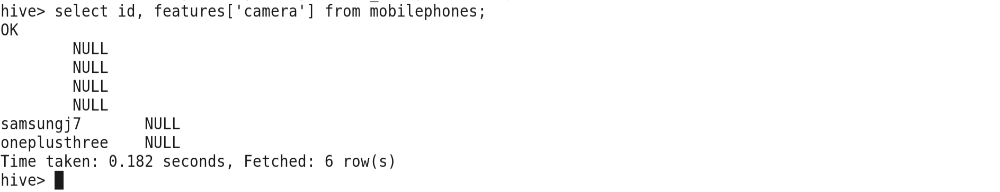 hive> select id, features['camera'] from mobilephones;
OK
        NULL
        NULL
        NULL
        NULL
samsungj7       NULL
oneplusthree    NULL
Time taken: 0.182 seconds, Fetched: 6 row(s)
hive>